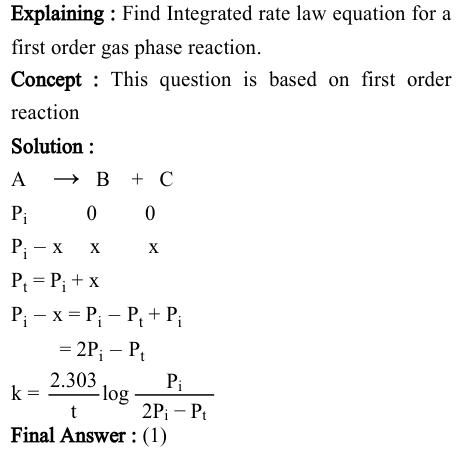 Explaining : Find Integrated rate law equation for a
first order gas phase reaction.
Concept : This question is based on first order
reaction
Solution :
A → B + C
Pᵢ 0 0
Pᵢ − x x x
Pₜ = Pᵢ + x
Pᵢ − x = Pᵢ − Pₜ + Pᵢ
= 2Pᵢ − Pₜ
k = 2.303/t log Pᵢ/(2Pᵢ − Pₜ)
Final Answer : (1)